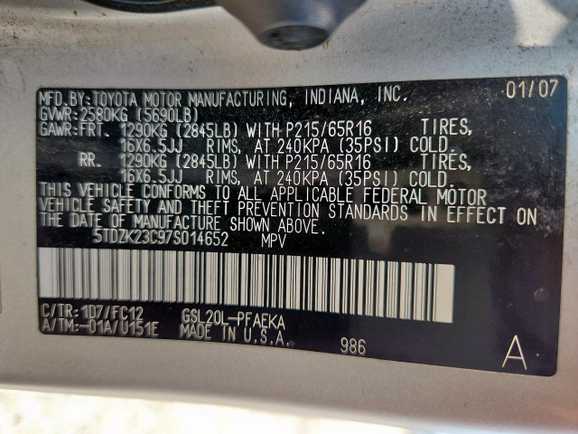 MFD.BY:TOYOTA MOTOR MANUFACTURING, INDIANA, INC. 01/07
GVWR:2580KG (5690LB)
GAWR:FRT. 1290KG (2845LB) WITH P215/65R16 TIRES,
16X6.5JJ RIMS, AT 240KPA (35PSI) COLD.
RR. 1290KG (2845LB) WITH P215/65R16 TIRES,
16X6.5JJ RIMS, AT 240KPA (35PSI) COLD.
THIS VEHICLE CONFORMS TO ALL APPLICABLE FEDERAL MOTOR
VEHICLE SAFETY AND THEFT PREVENTION STANDARDS IN EFFECT ON
THE DATE OF MANUFACTURE SHOWN ABOVE.
5TDZK23C97S014652 MPV
C/TR:1D7/FC12 GSL20L-PFAEKA
A/TM:-01A/U151E MADE IN U.S.A.
986 A